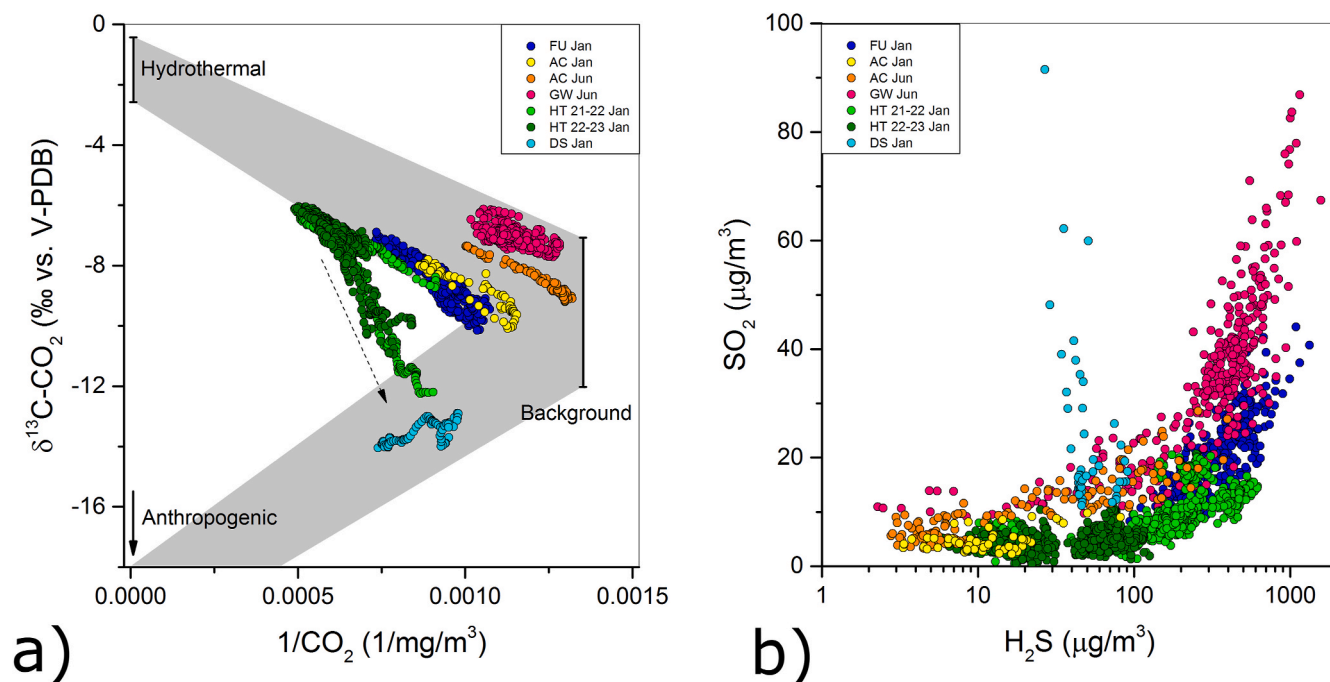 0
-4
-8
-12
-16
δ¹³C-CO₂ (‰ vs. V-PDB)
Hydrothermal
Background
Anthropogenic
FU Jan
AC Jan
AC Jun
GW Jun
HT 21-22 Jan
HT 22-23 Jan
DS Jan
0.0000
0.0005
0.0010
0.0015
1/CO₂ (1/mg/m³)
a)
100
80
60
40
20
0
SO₂ (μg/m³)
FU Jan
AC Jan
AC Jun
GW Jun
HT 21-22 Jan
HT 22-23 Jan
DS Jan
1
10
100
1000
H₂S (μg/m³)
b)